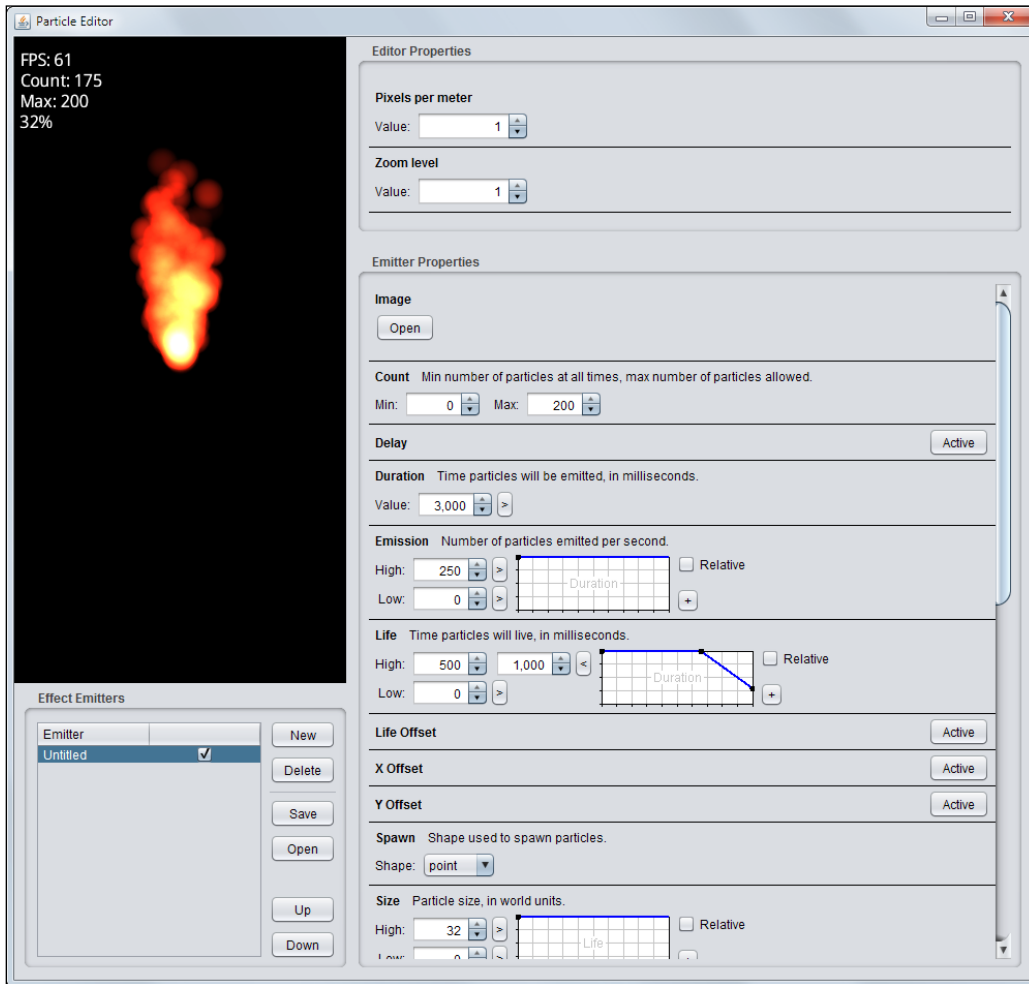 Particle Editor
FPS: 61
Count: 175
Max: 200
32%
Editor Properties
Pixels per meter
Value: 1
Zoom level
Value: 1
Emitter Properties
Image
Open
Count Min number of particles at all times, max number of particles allowed.
Min: 0 Max: 200
Delay Active
Duration Time particles will be emitted, in milliseconds.
Value: 3,000 >
Emission Number of particles emitted per second.
High: 250 > Duration Relative
Low: 0 > +
Life Time particles will live, in milliseconds.
High: 500 1,000 < Duration Relative
Low: 0 > +
Life Offset Active
X Offset Active
Y Offset Active
Spawn Shape used to spawn particles.
Shape: point
Size Particle size, in world units.
High: 32 > Life Relative
Low: 0 >
Effect Emitters
Emitter
Untitled
New
Delete
Save
Open
Up
Down